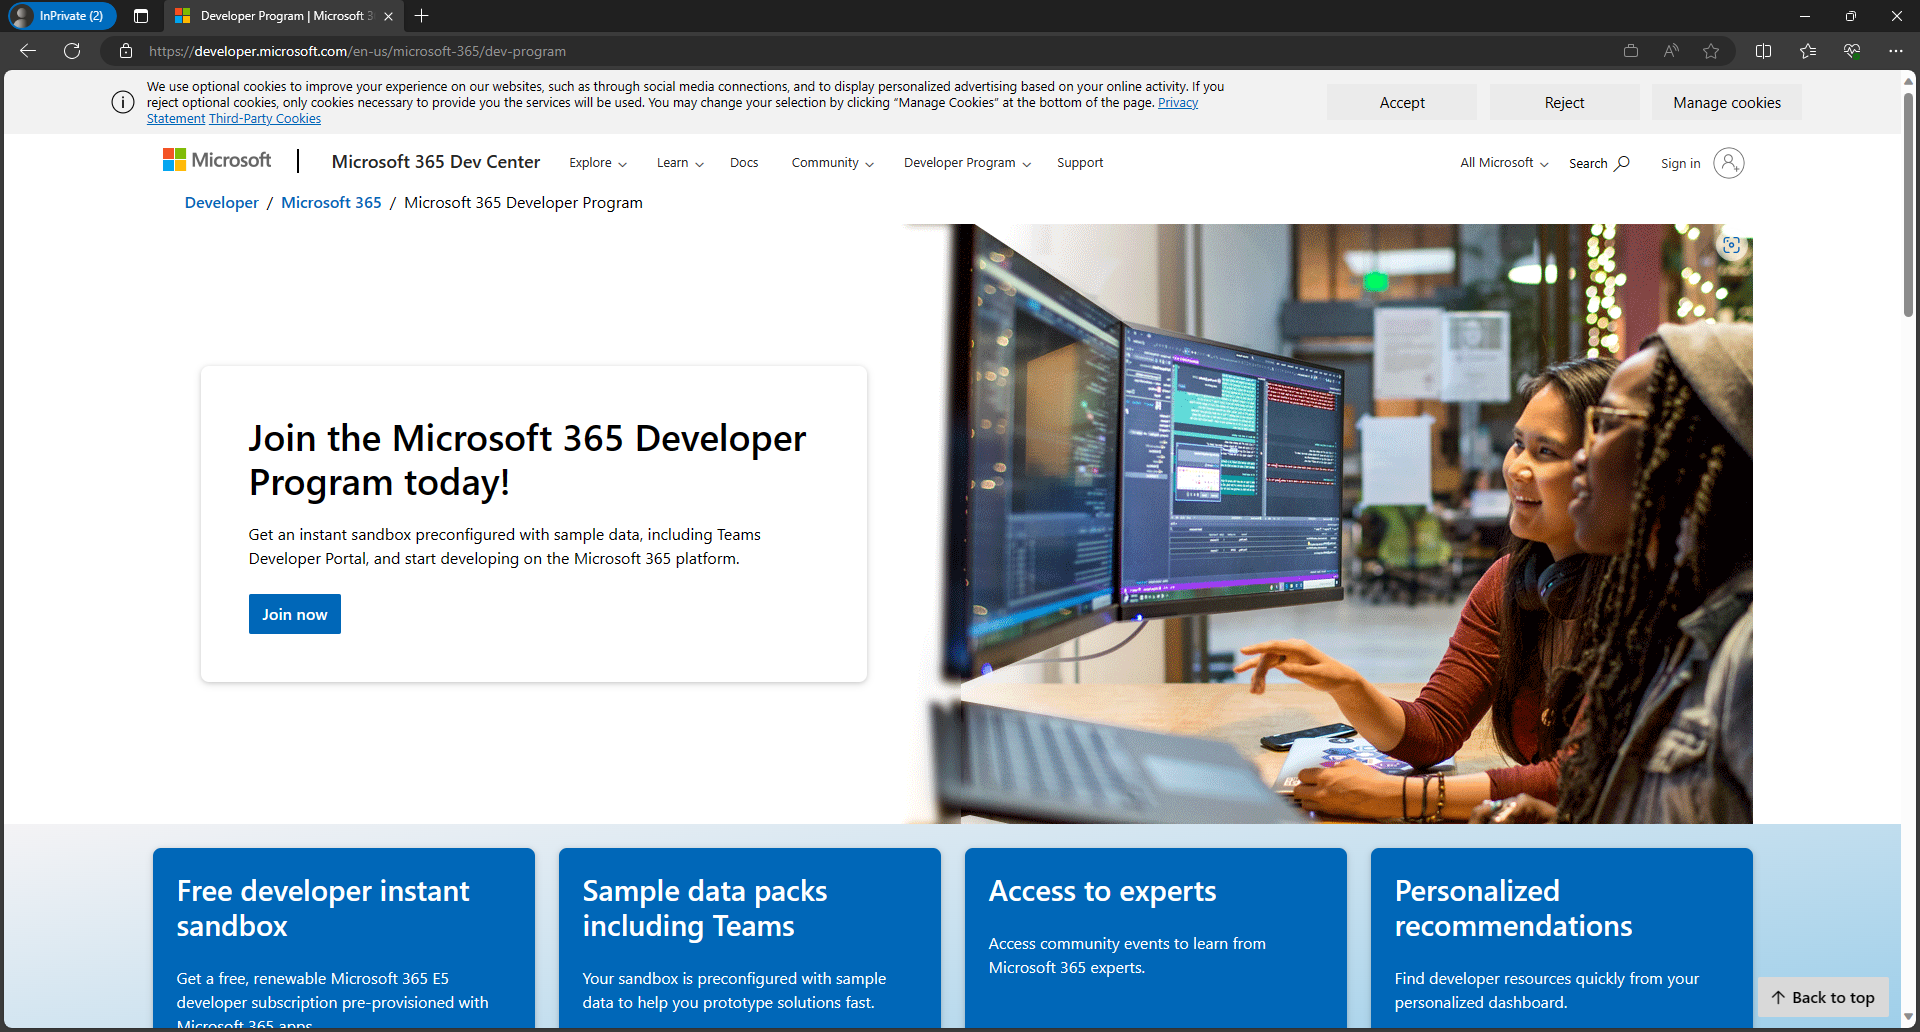 InPrivate (2)
Developer Program | Microsoft 3
https://developer.microsoft.com/en-us/microsoft-365/dev-program
We use optional cookies to improve your experience on our websites, such as through social media connections, and to display personalized advertising based on your online activity. If you
reject optional cookies, only cookies necessary to provide you the services will be used. You may change your selection by clicking “Manage Cookies” at the bottom of the page. Privacy
Statement Third-Party Cookies
Accept
Reject
Manage cookies
Microsoft
Microsoft 365 Dev Center
Explore
Learn
Docs
Community
Developer Program
Support
All Microsoft
Search
Sign in
Developer / Microsoft 365 / Microsoft 365 Developer Program
Join the Microsoft 365 Developer
Program today!
Get an instant sandbox preconfigured with sample data, including Teams
Developer Portal, and start developing on the Microsoft 365 platform.
Join now
Free developer instant
sandbox
Get a free, renewable Microsoft 365 E5
developer subscription pre-provisioned with
Microsoft 365 apps
Sample data packs
including Teams
Your sandbox is preconfigured with sample
data to help you prototype solutions fast.
Access to experts
Access community events to learn from
Microsoft 365 experts.
Personalized
recommendations
Find developer resources quickly from your
personalized dashboard.
Back to top